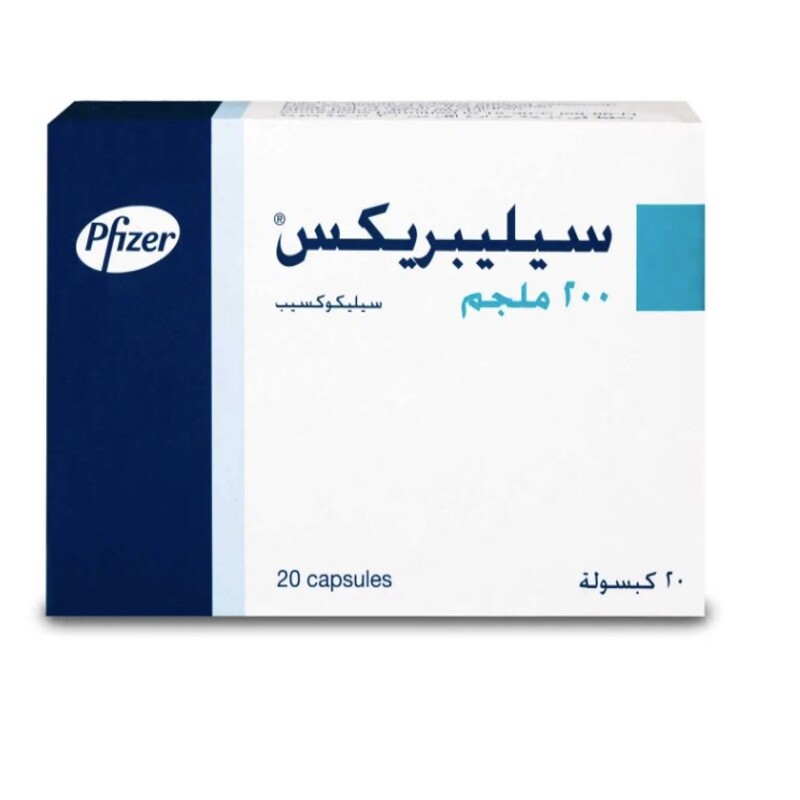 Pfizer
سيليبريكس®
٢٠٠ ملجم
سيليكوكسيب
20 capsules
٢٠ كبسولة